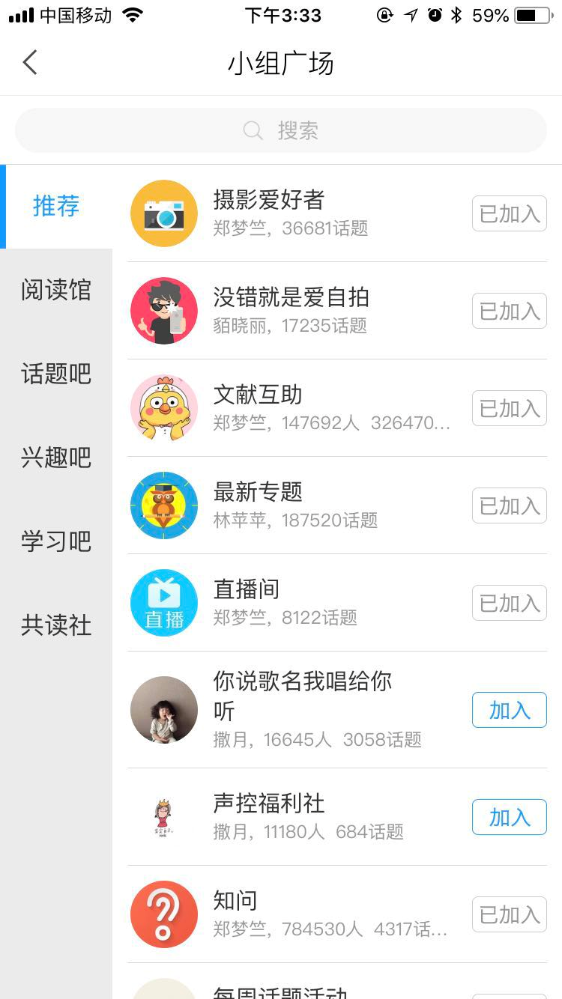 中国移动
下午3:33
59%
小组广场
搜索
推荐
阅读馆
话题吧
兴趣吧
学习吧
共读社
摄影爱好者
郑梦竺, 36681话题
已加入
没错就是爱自拍
貊晓丽, 17235话题
已加入
文献互助
郑梦竺, 147692人 326470...
已加入
最新专题
林苹苹, 187520话题
已加入
直播
直播间
郑梦竺, 8122话题
已加入
你说歌名我唱给你
听
撒月, 16645人 3058话题
加入
声控福利社
撒月, 11180人 684话题
加入
知问
郑梦竺, 784530人 4317话...
已加入
每周话题活动